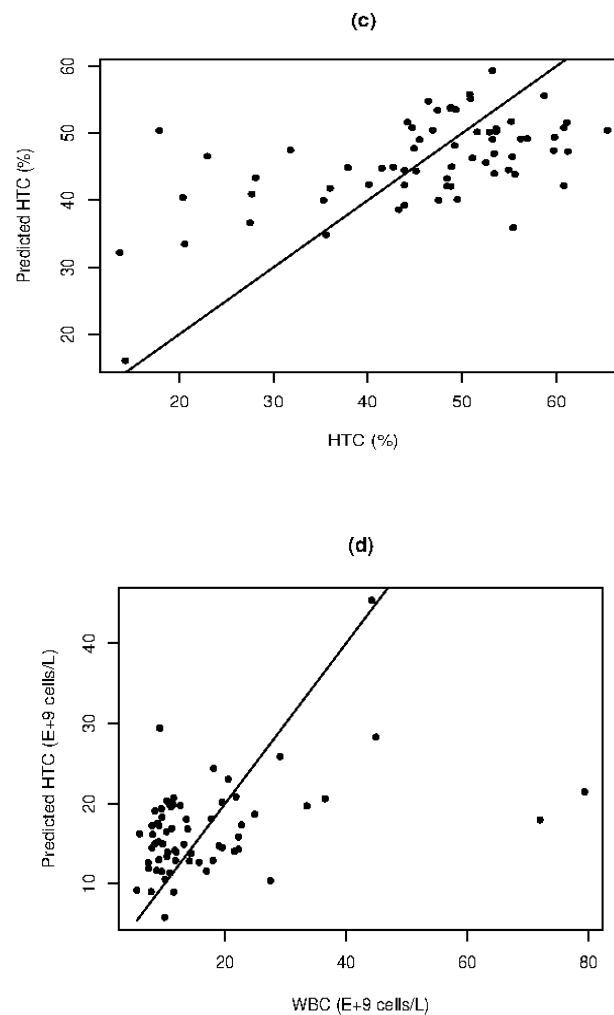 (c)
60
50
40
30
20
Predicted HTC (%)
20 30 40 50 60
HTC (%)
(d)
40
30
20
10
Predicted HTC (E+9 cells/L)
20 40 60 80
WBC (E+9 cells/L)